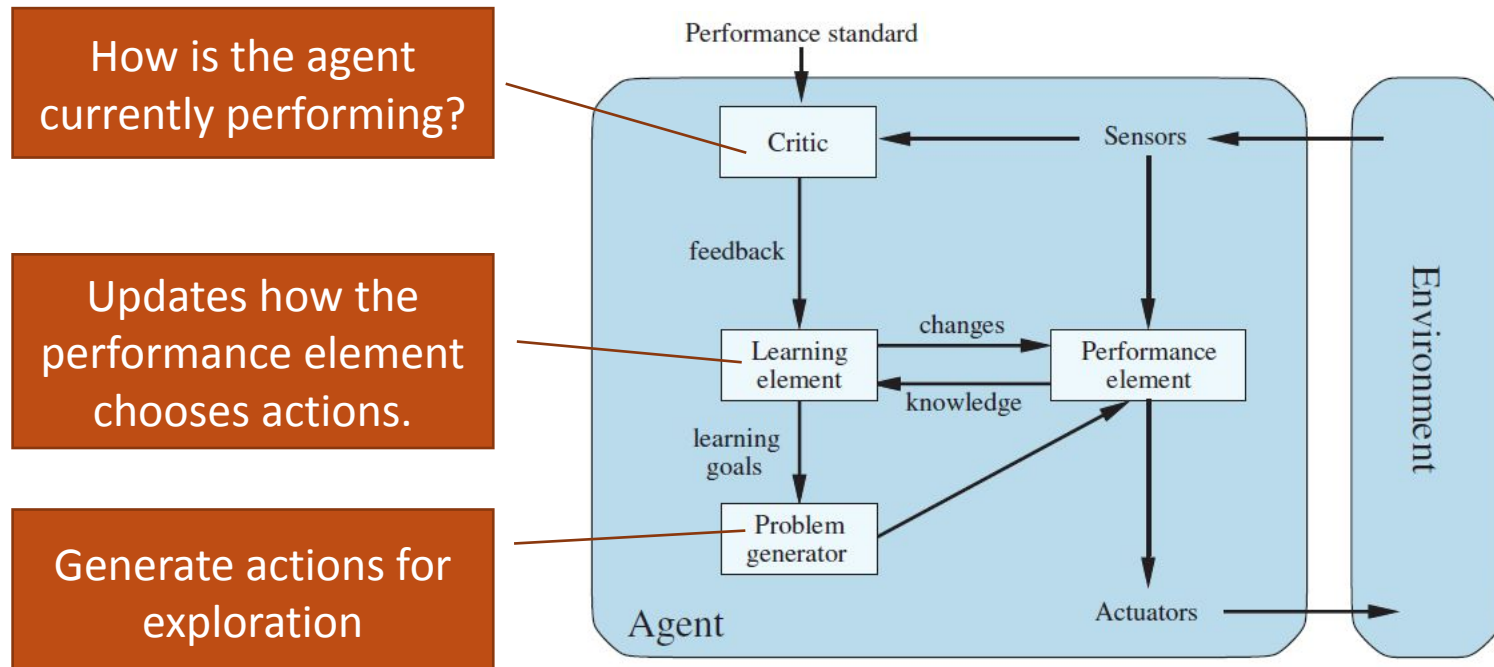 How is the agent
currently performing?
Updates how the
performance element
chooses actions.
Generate actions for
exploration
Performance standard
Critic
Sensors
feedback
changes
Learning
element
Performance
element
knowledge
learning
goals
Problem
generator
Actuators
Agent
Environment